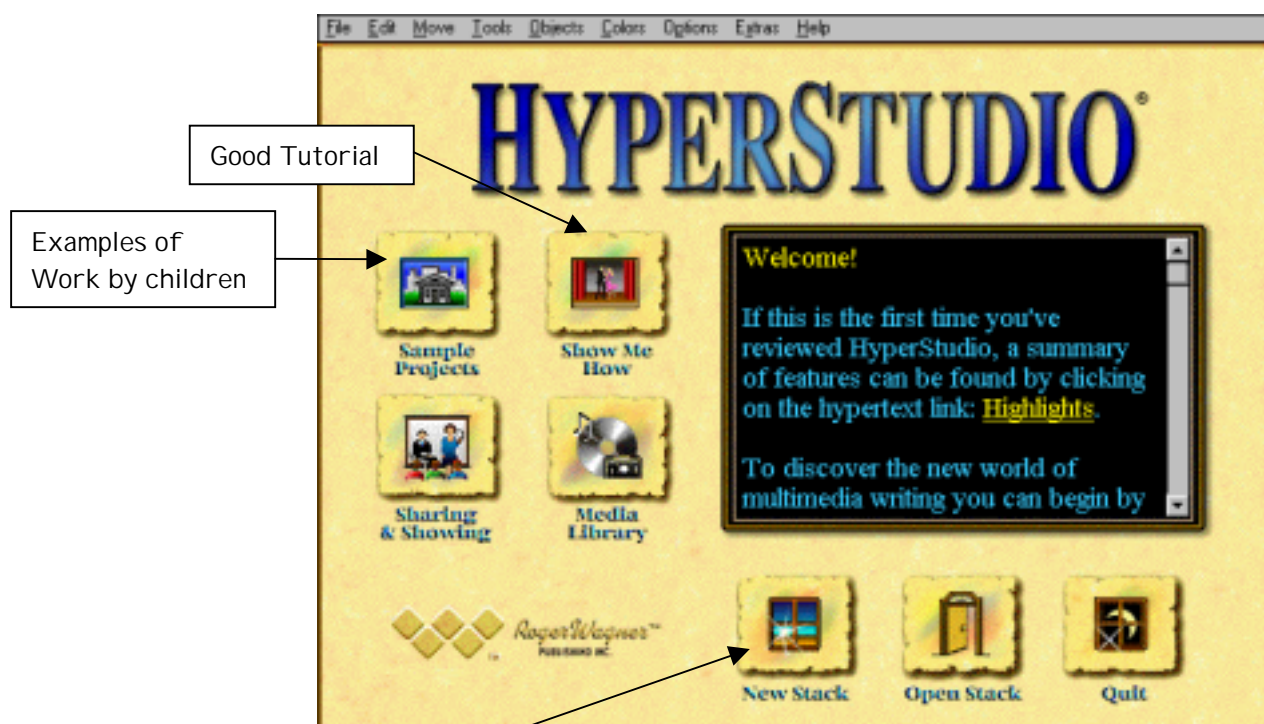 File Edit Move Tools Objects Colors Options Extras Help
HYPERSTUDIO®
Good Tutorial
Examples of
Work by children
Sample
Projects
Show Me
How
Sharing
& Showing
Media
Library
Welcome!
If this is the first time you've
reviewed HyperStudio, a summary
of features can be found by clicking
on the hypertext link: Highlights.
To discover the new world of
multimedia writing you can begin by
RogerWagner™
PUBLISHING INC.
New Stack
Open Stack
Quit